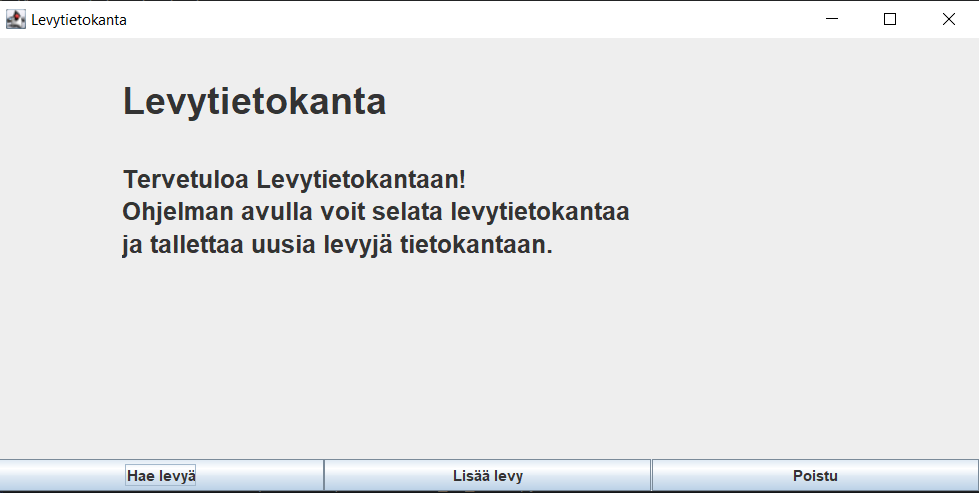 Levytietokanta
Levytietokanta
Tervetuloa Levytietokantaan!
Ohjelman avulla voit selata levytietokantaa
ja tallettaa uusia levyjä tietokantaan.
Hae levyä
Lisää levy
Poistu